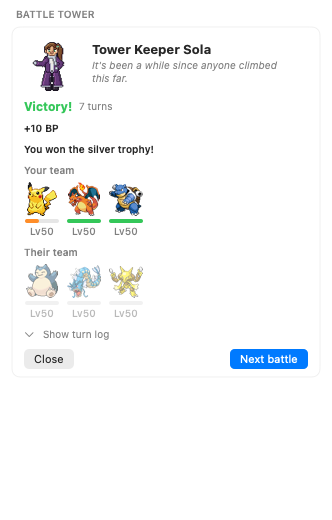 BATTLE TOWER
Tower Keeper Sola
It's been a while since anyone climbed
this far.
Victory! 7 turns
+10 BP
You won the silver trophy!
Your team
Lv50 Lv50 Lv50
Their team
Lv50 Lv50 Lv50
Show turn log
Close Next battle